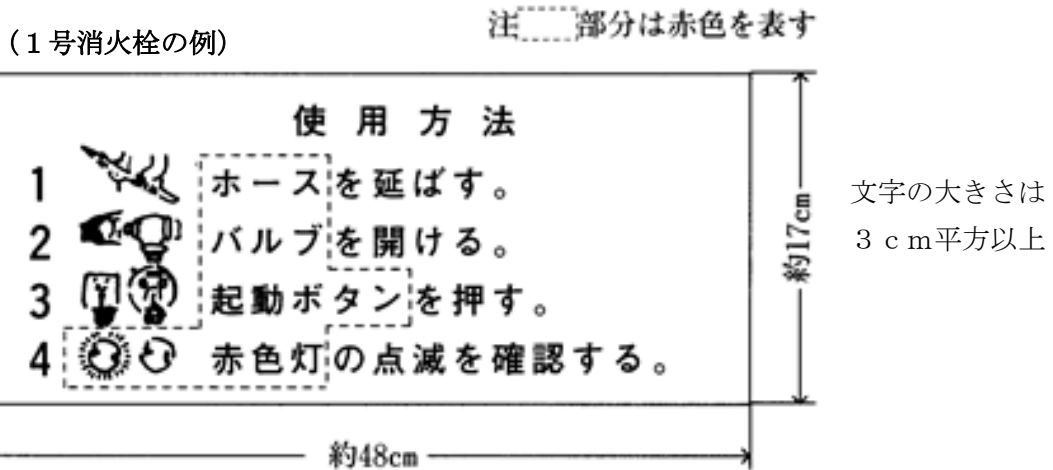 （１号消火栓の例）
注 部分は赤色を表す
使用方法
1 ホースを延ばす。
2 バルブを開ける。
3 起動ボタンを押す。
4 赤色灯の点滅を確認する。
約17cm
文字の大きさは
３ｃｍ平方以上
約48cm